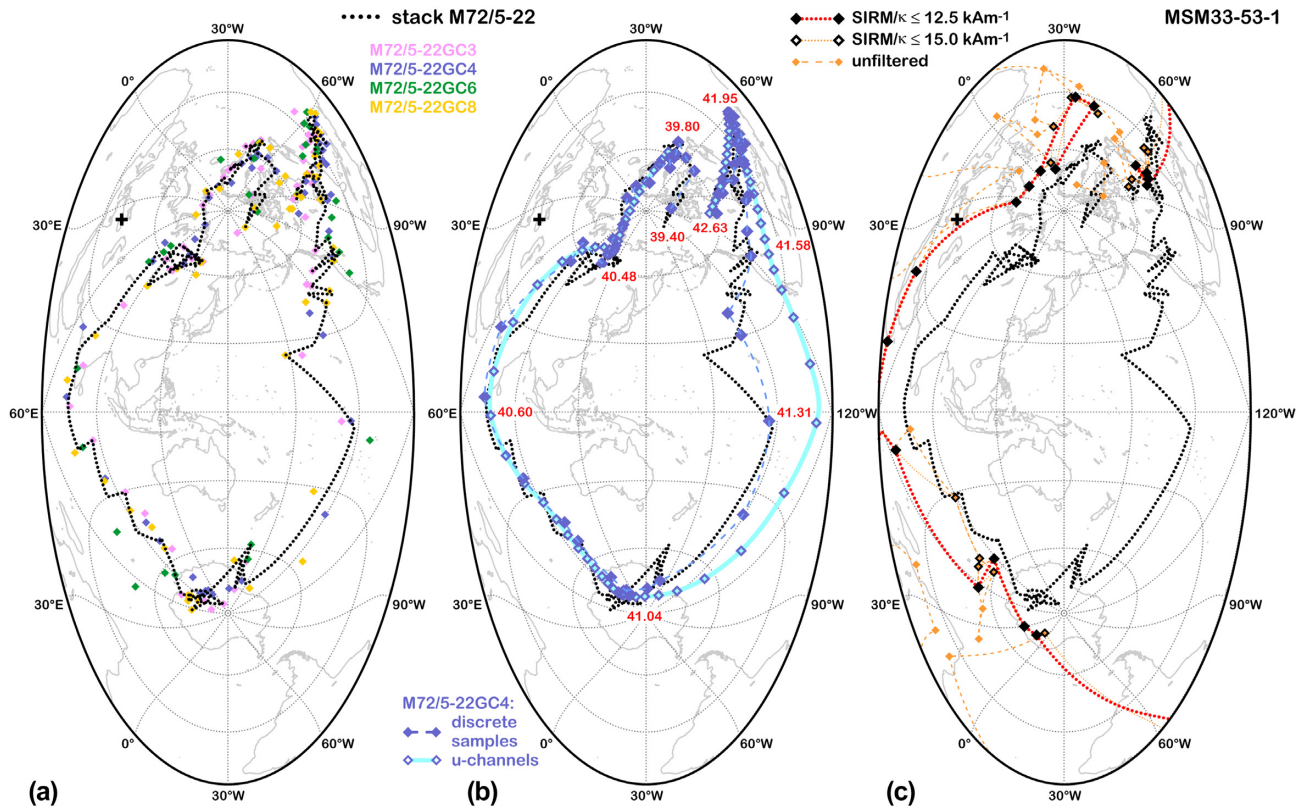 stack M72/5-22
M72/5-22GC3
M72/5-22GC4
M72/5-22GC6
M72/5-22GC8
SIRM/κ ≤ 12.5 kAm-1
SIRM/κ ≤ 15.0 kAm-1
unfiltered
MSM33-53-1
30°W
30°W
30°W
0°
60°W
0°
60°W
0°
60°W
41.95
39.80
30°E
90°W
30°E
39.40
42.63
90°W
41.58
30°E
90°W
40.48
60°E
60°E
40.60
41.31
120°W
60°E
120°W
41.04
30°E
90°W
30°E
90°W
30°E
90°W
M72/5-22GC4:
discrete
samples
u-channels
0°
60°W
0°
60°W
0°
60°W
30°W
30°W
30°W
(a)
(b)
(c)